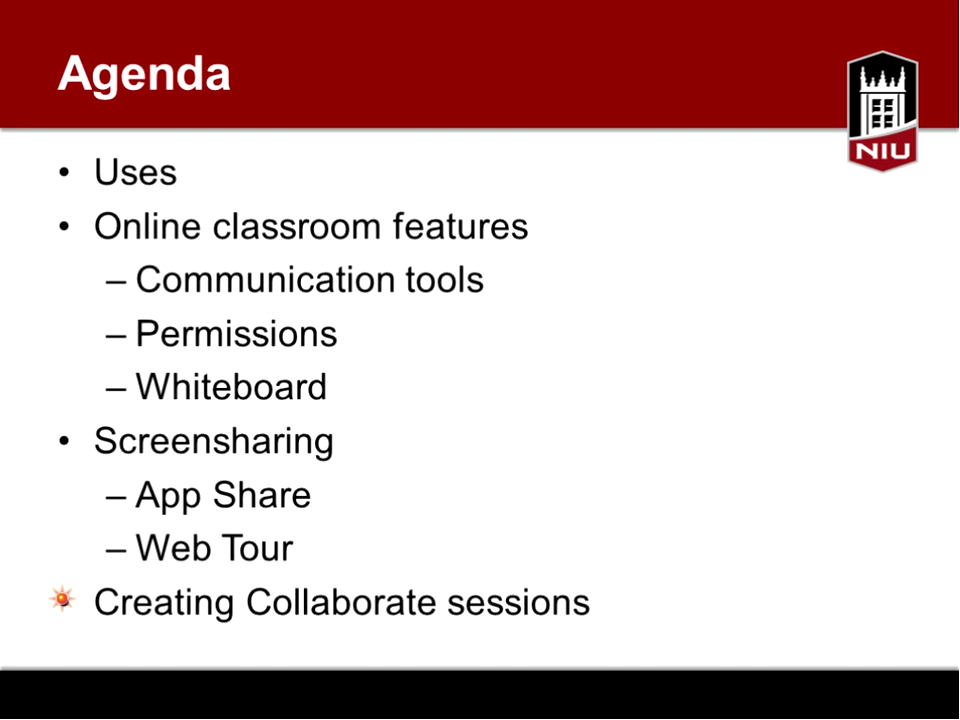 Agenda
NIU
• Uses
• Online classroom features
– Communication tools
– Permissions
– Whiteboard
• Screensharing
– App Share
– Web Tour
Creating Collaborate sessions